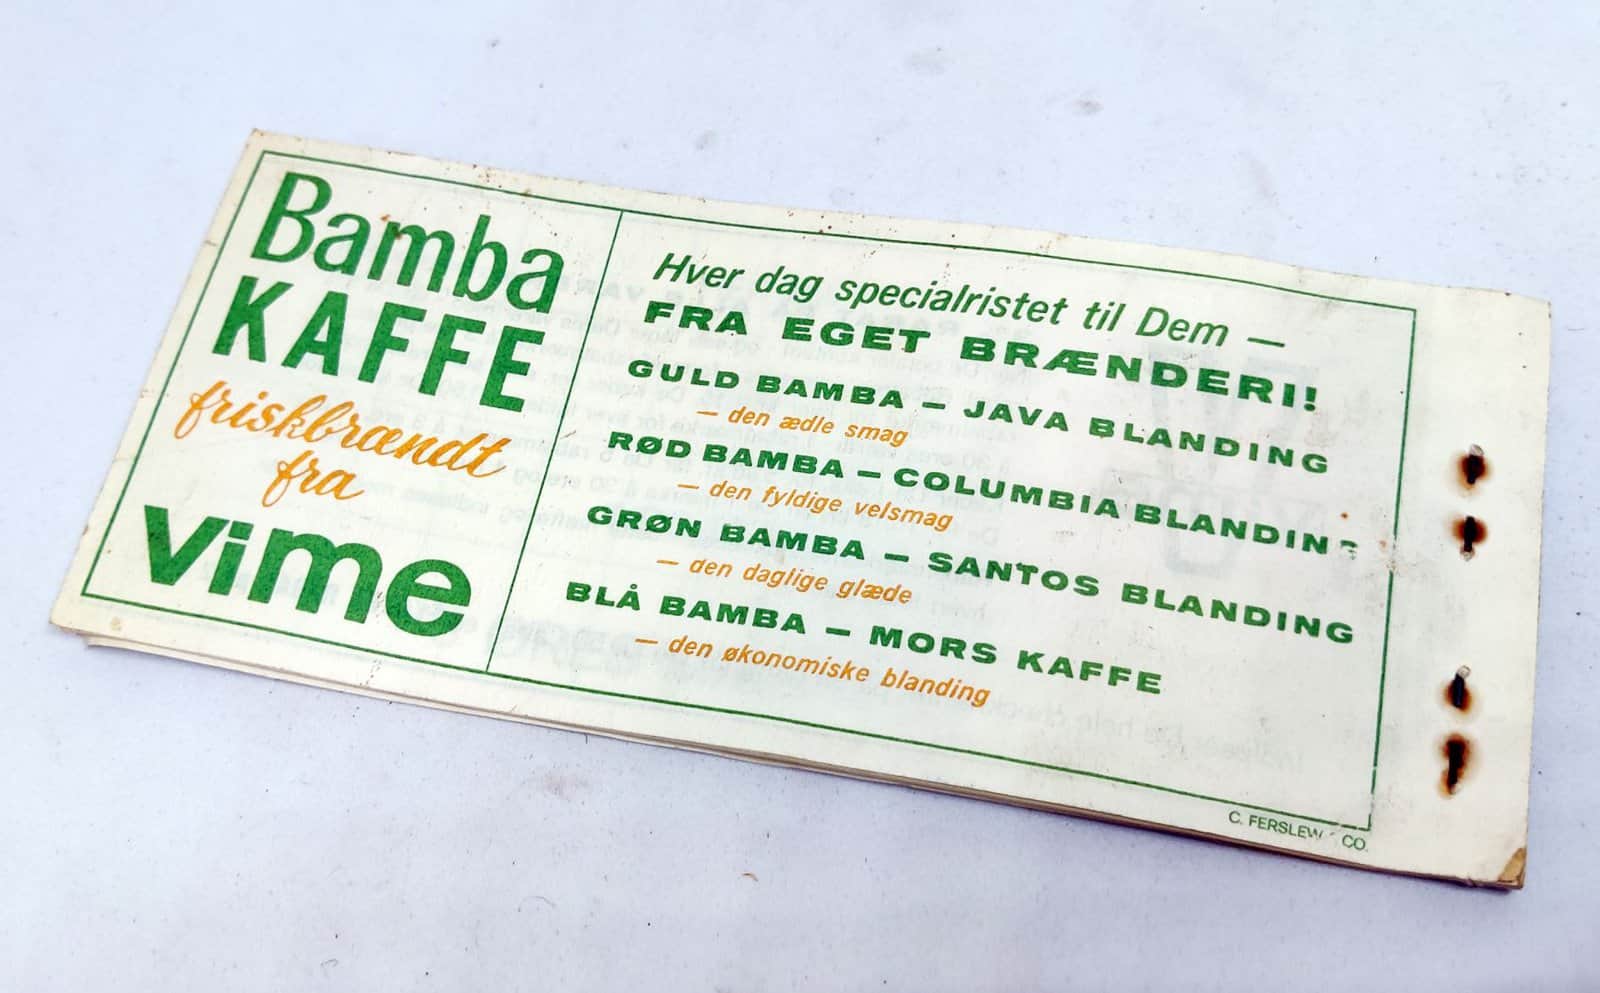 Bamba
KAFFE
friskbrændt
fra
vime
Hver dag specialristet til Dem —
FRA EGET BRÆNDERI!
GULD BAMBA – JAVA BLANDING
— den ædle smag
RØD BAMBA – COLUMBIA BLANDING
— den fyldige velsmag
GRØN BAMBA – SANTOS BLANDING
— den daglige glæde
BLÅ BAMBA – MORS KAFFE
— den økonomiske blanding
C. FERSLEW CO.